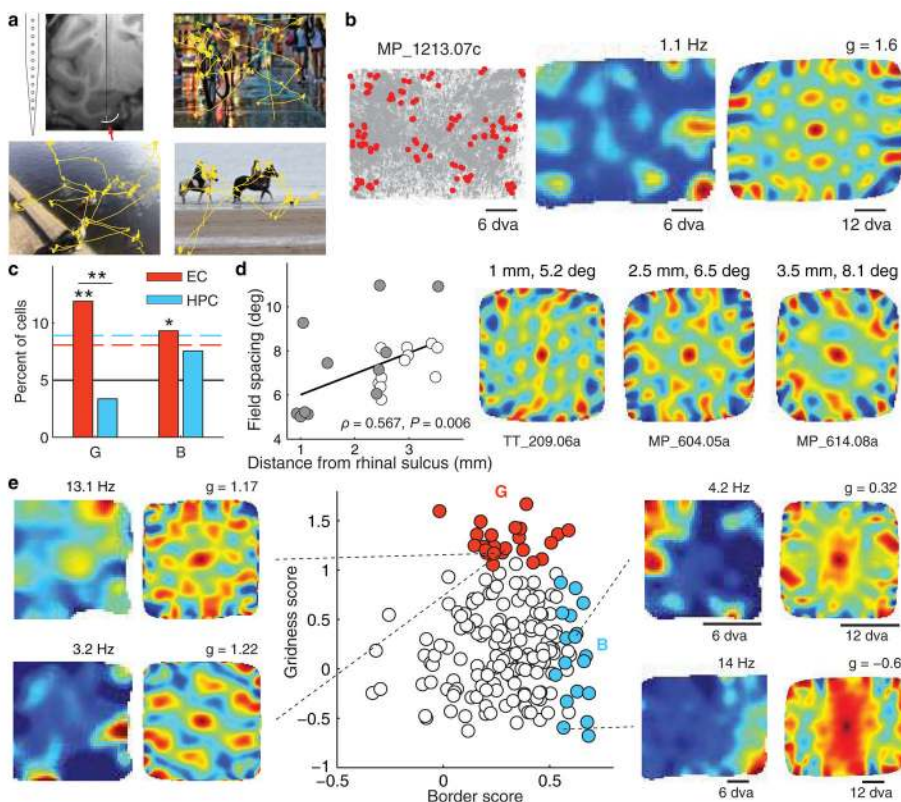 a
b
MP_1213.07c
1.1 Hz
g = 1.6
6 dva
6 dva
12 dva
c
**
**
*
EC
HPC
Percent of cells
10
5
0
G
B
d
Field spacing (deg)
10
8
6
4
ρ = 0.567, P = 0.006
1
2
3
Distance from rhinal sulcus (mm)
1 mm, 5.2 deg
2.5 mm, 6.5 deg
3.5 mm, 8.1 deg
TT_209.06a
MP_604.05a
MP_614.08a
e
13.1 Hz
g = 1.17
3.2 Hz
g = 1.22
G
B
Gridness score
1.5
1
0.5
0
−0.5
−1
−0.5
0
0.5
Border score
4.2 Hz
g = 0.32
6 dva
12 dva
14 Hz
g = −0.6
6 dva
12 dva